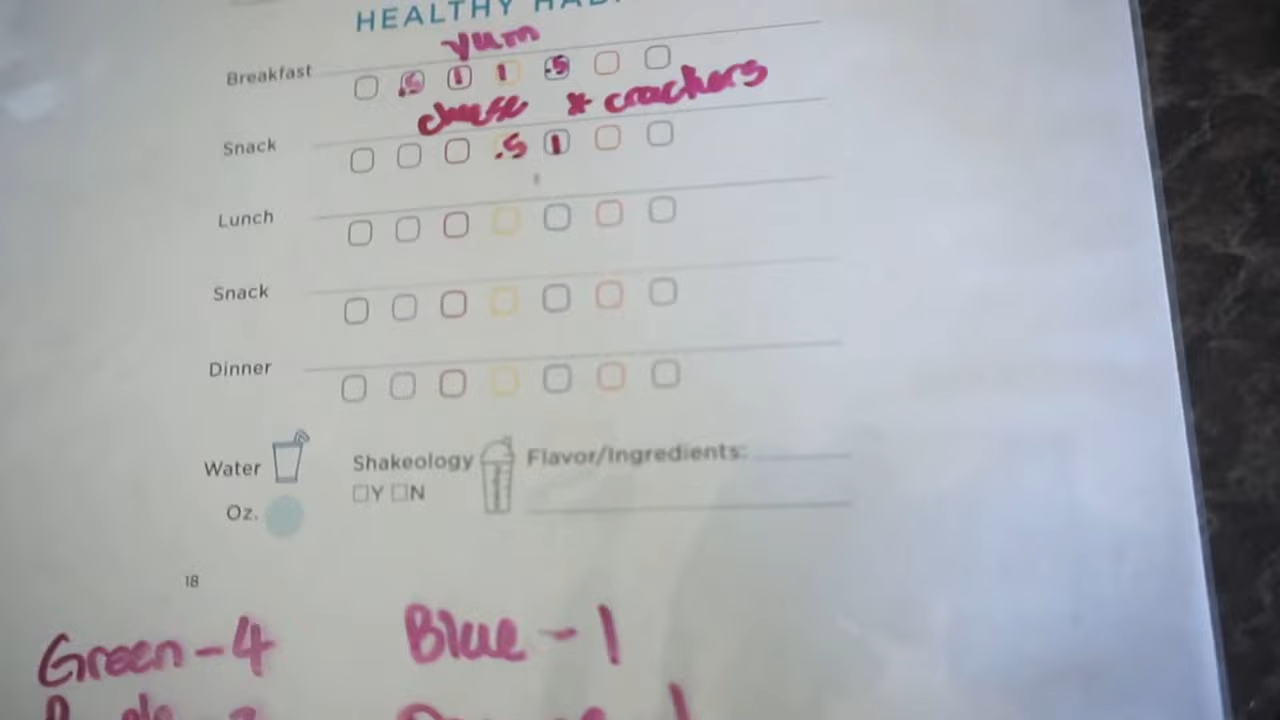 HEALTHY
yum
Breakfast .5 1 1 .5
cheese * crackers
Snack .5 1
Lunch
Snack
Dinner
Water Shakeology Flavor/Ingredients:
Y N
Oz.
18
Green - 4 Blue - 1